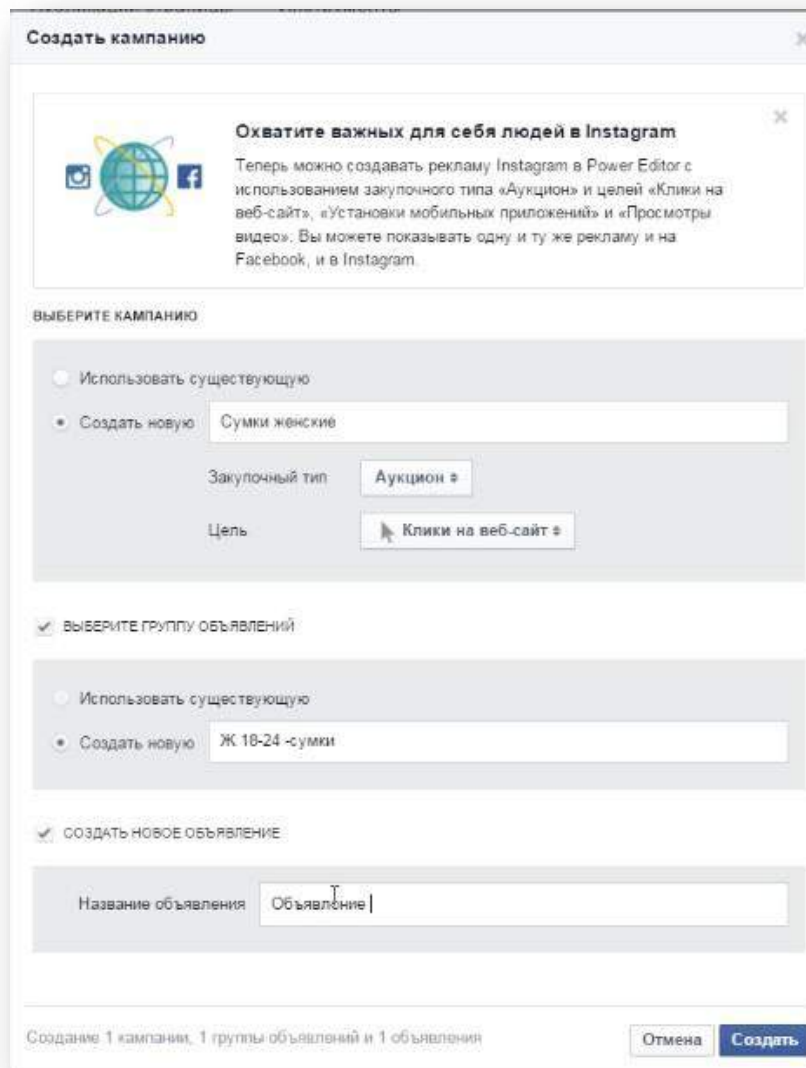 Создать кампанию
Охватите важных для себя людей в Instagram
Теперь можно создавать рекламу Instagram в Power Editor с
использованием закупочного типа «Аукцион» и целей «Клики на
веб-сайт», «Установки мобильных приложений» и «Просмотры
видео». Вы можете показывать одну и ту же рекламу и на
Facebook, и в Instagram.
ВЫБЕРИТЕ КАМПАНИЮ
Использовать существующую
Создать новую Сумки женские
Закупочный тип Аукцион
Цель Клики на веб-сайт
ВЫБЕРИТЕ ГРУППУ ОБЪЯВЛЕНИЙ
Использовать существующую
Создать новую Ж 18-24 -сумки
СОЗДАТЬ НОВОЕ ОБЪЯВЛЕНИЕ
Название объявления Объявление
Создание 1 кампании, 1 группы объявлений и 1 объявления Отмена Создать